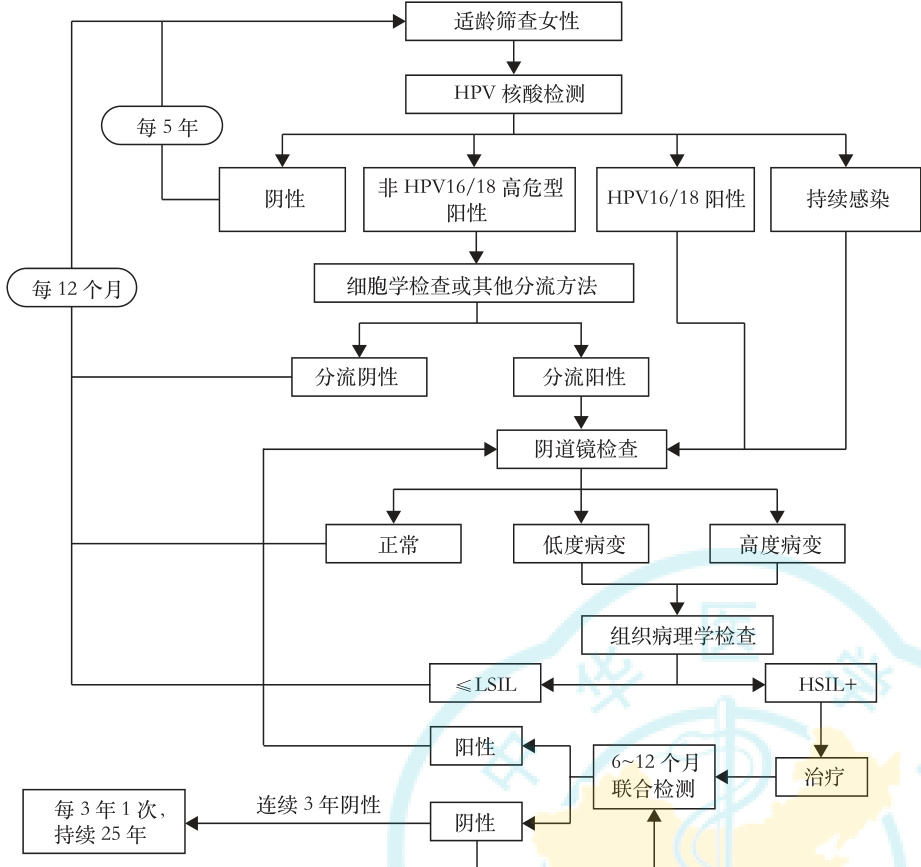 适龄筛查女性
HPV 核酸检测
每 5 年
阴性
非 HPV16/18 高危型
阳性
HPV16/18 阳性
持续感染
每 12 个月
细胞学检查或其他分流方法
分流阴性
分流阳性
阴道镜检查
正常
低度病变
高度病变
组织病理学检查
≤LSIL
HSIL+
阳性
6~12 个月
联合检测
治疗
每 3 年 1 次,
持续 25 年
连续 3 年阴性
阴性
中华医学